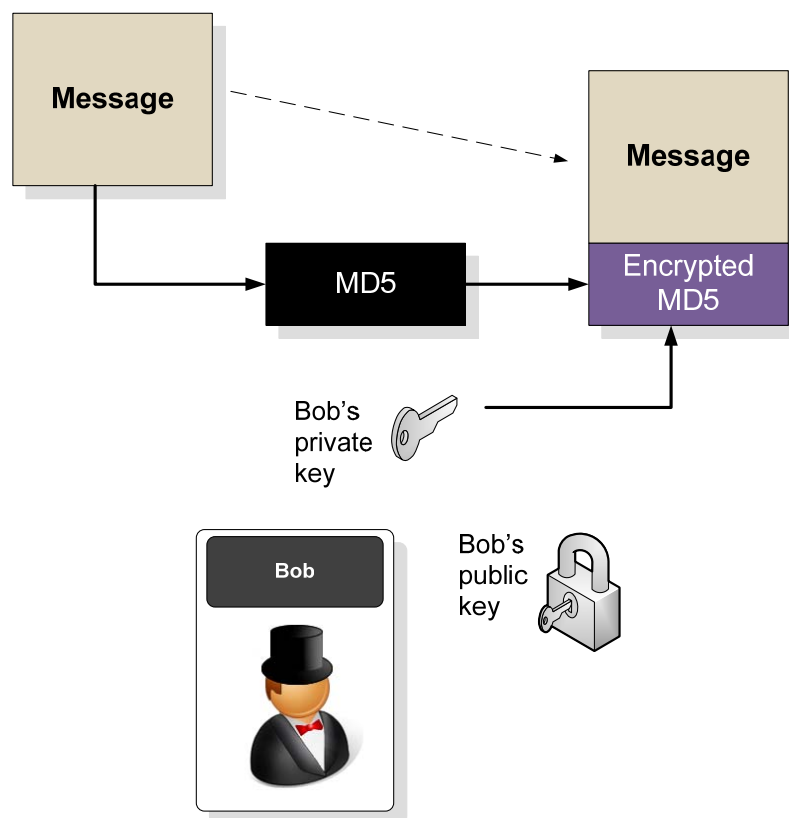 Message
Message
MD5
Encrypted
MD5
Bob's
private
key
Bob
Bob's
public
key